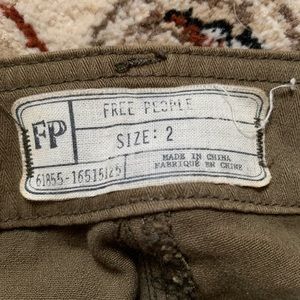 FP
FREE PEOPLE
SIZE: 2
MADE IN CHINA
FABRIQUE EN CHINE
61855-16515125